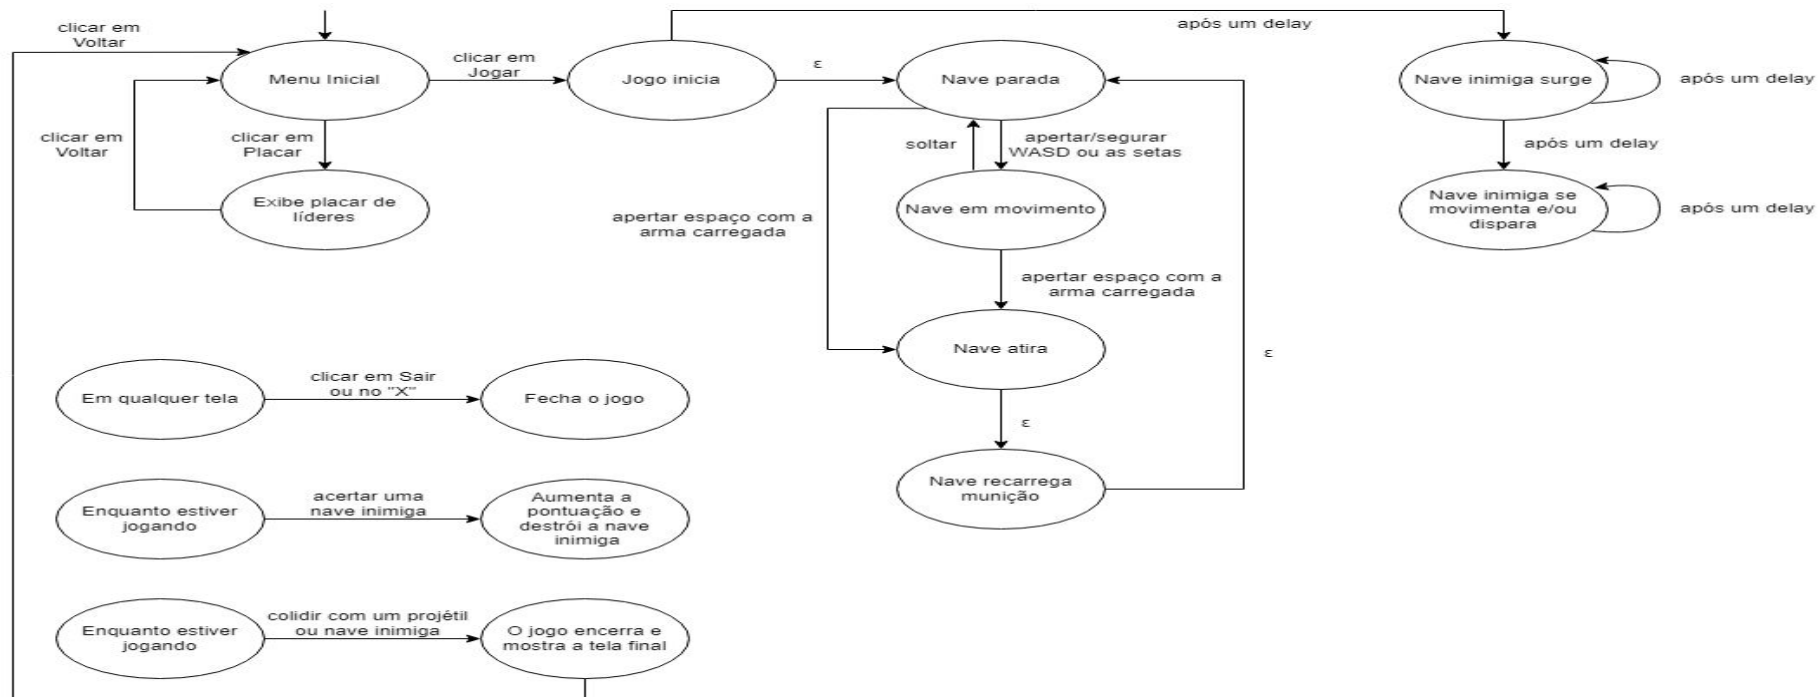 clicar em
Voltar
após um delay
Menu Inicial
clicar em
Jogar
Jogo inicia
ε
Nave parada
Nave inimiga surge
após um delay
clicar em
Voltar
clicar em
Placar
soltar
apertar/segurar
WASD ou as setas
após um delay
Exibe placar de
líderes
apertar espaço com a
arma carregada
Nave em movimento
Nave inimiga se
movimenta e/ou
dispara
após um delay
apertar espaço com a
arma carregada
Nave atira
ε
Em qualquer tela
clicar em Sair
ou no "X"
Fecha o jogo
ε
Nave recarrega
munição
Enquanto estiver
jogando
acertar uma
nave inimiga
Aumenta a
pontuação e
destrói a nave
inimiga
Enquanto estiver
jogando
colidir com um projétil
ou nave inimiga
O jogo encerra e
mostra a tela final